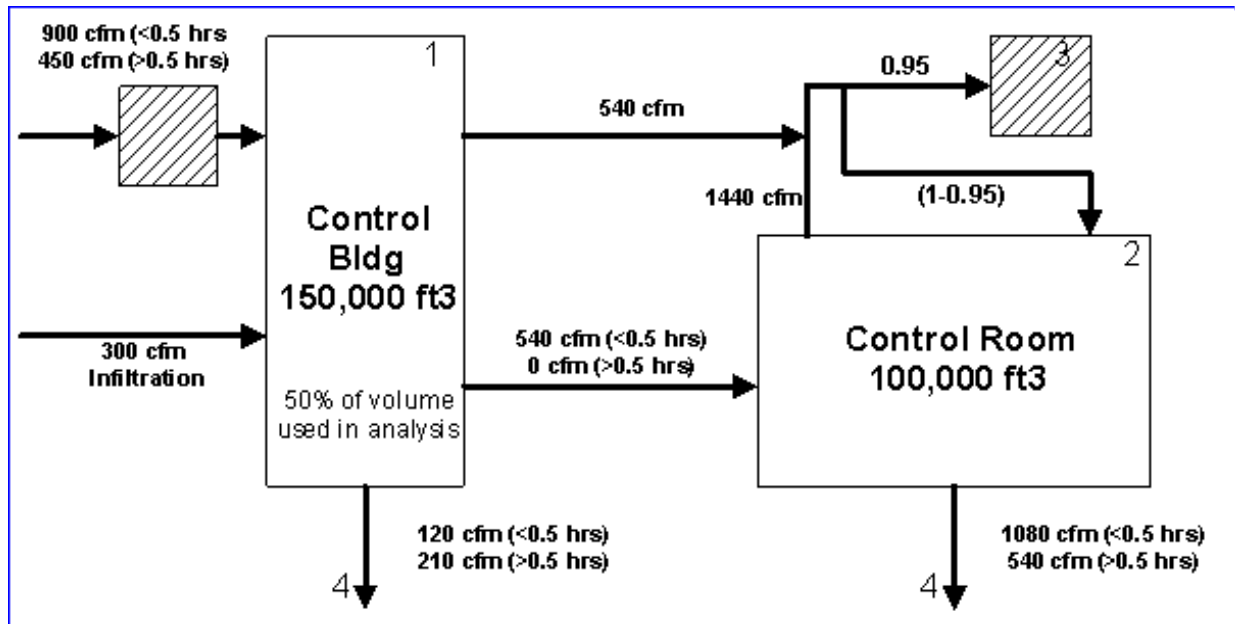 900 cfm (<0.5 hrs
450 cfm (>0.5 hrs)
1
540 cfm
0.95
3
1440 cfm
(1-0.95)
Control
Bldg
150,000 ft3
300 cfm
Infiltration
50% of volume
used in analysis
540 cfm (<0.5 hrs)
0 cfm (>0.5 hrs)
2
Control Room
100,000 ft3
120 cfm (<0.5 hrs)
210 cfm (>0.5 hrs)
4
1080 cfm (<0.5 hrs)
540 cfm (>0.5 hrs)
4